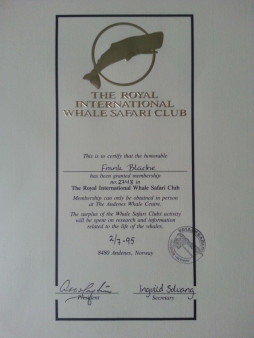 THE ROYAL
INTERNATIONAL
WHALE SAFARI CLUB
This is to certify that the honorable
Frank Blache
has been granted membership
no 2748 in
The Royal International Whale Safari Club
Membership can only be obtained in person
at The Andenes Whale Centre.
The surplus of the Whale Safari Clubs activity
will be spent on research and information
related to the life of the whales.
2/7-95
8480 Andenes, Norway
President
Ingalid Solvang
Secretary